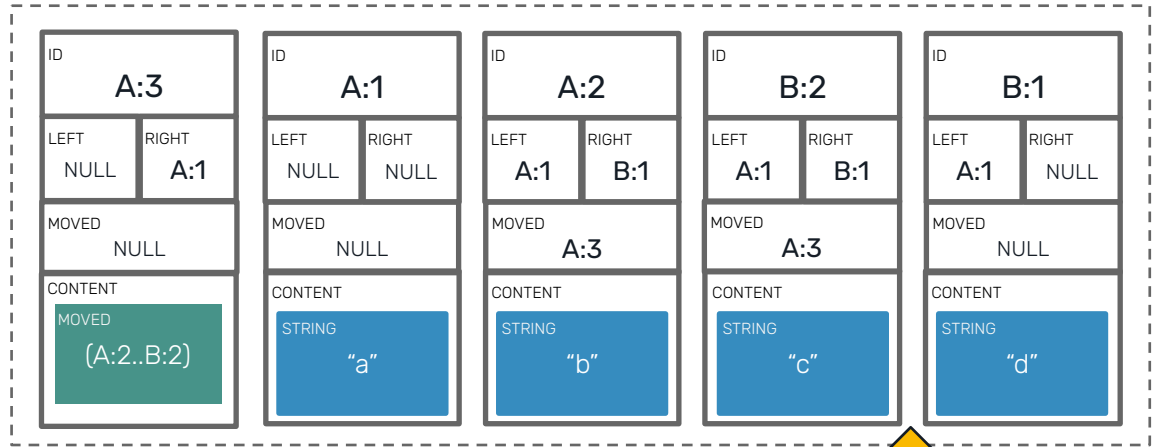 ID
A:3
LEFT
NULL
RIGHT
A:1
MOVED
NULL
CONTENT
MOVED
(A:2..B:2)
ID
A:1
LEFT
NULL
RIGHT
NULL
MOVED
NULL
CONTENT
STRING
“a”
ID
A:2
LEFT
A:1
RIGHT
B:1
MOVED
A:3
CONTENT
STRING
“b”
ID
B:2
LEFT
A:1
RIGHT
B:1
MOVED
A:3
CONTENT
STRING
“c”
ID
B:1
LEFT
A:1
RIGHT
NULL
MOVED
NULL
CONTENT
STRING
“d”